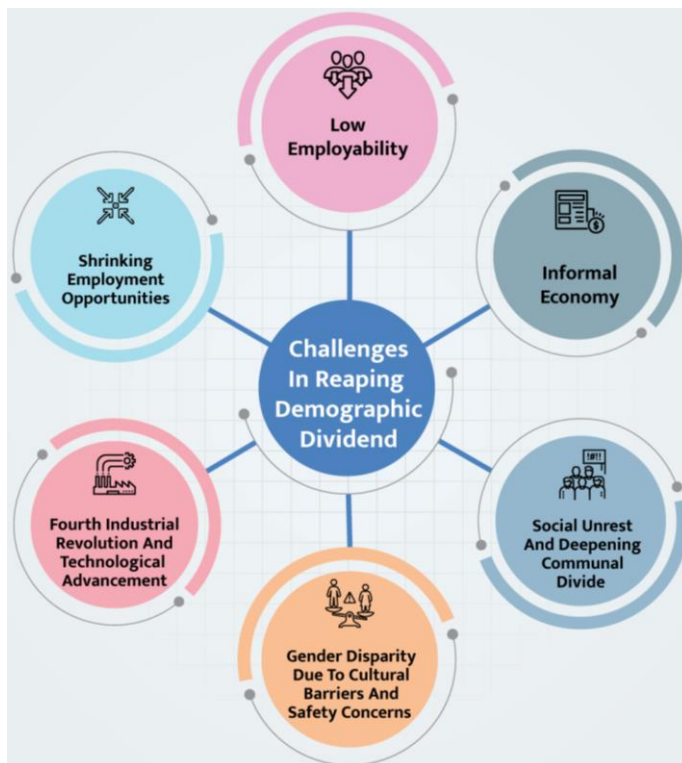 Low
Employability
Shrinking
Employment
Opportunities
Informal
Economy
$
Challenges
In Reaping
Demographic
Dividend
Fourth Industrial
Revolution And
Technological
Advancement
!#!!
Social Unrest
And Deepening
Communal
Divide
Gender Disparity
Due To Cultural
Barriers And
Safety Concerns